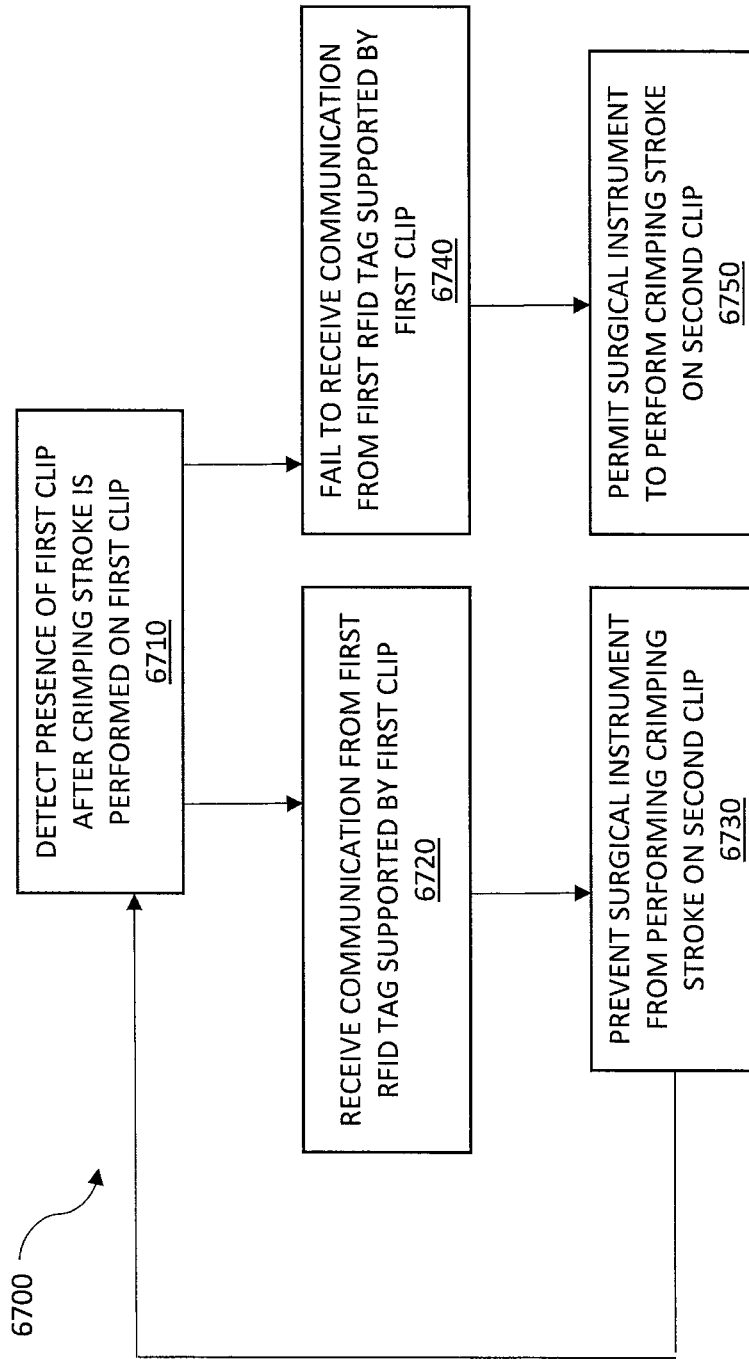 6700
DETECT PRESENCE OF FIRST CLIP
AFTER CRIMPING STROKE IS
PERFORMED ON FIRST CLIP
6710
RECEIVE COMMUNICATION FROM FIRST
RFID TAG SUPPORTED BY FIRST CLIP
6720
PREVENT SURGICAL INSTRUMENT
FROM PERFORMING CRIMPING
STROKE ON SECOND CLIP
6730
FAIL TO RECEIVE COMMUNICATION
FROM FIRST RFID TAG SUPPORTED BY
FIRST CLIP
6740
PERMIT SURGICAL INSTRUMENT
TO PERFORM CRIMPING STROKE
ON SECOND CLIP
6750